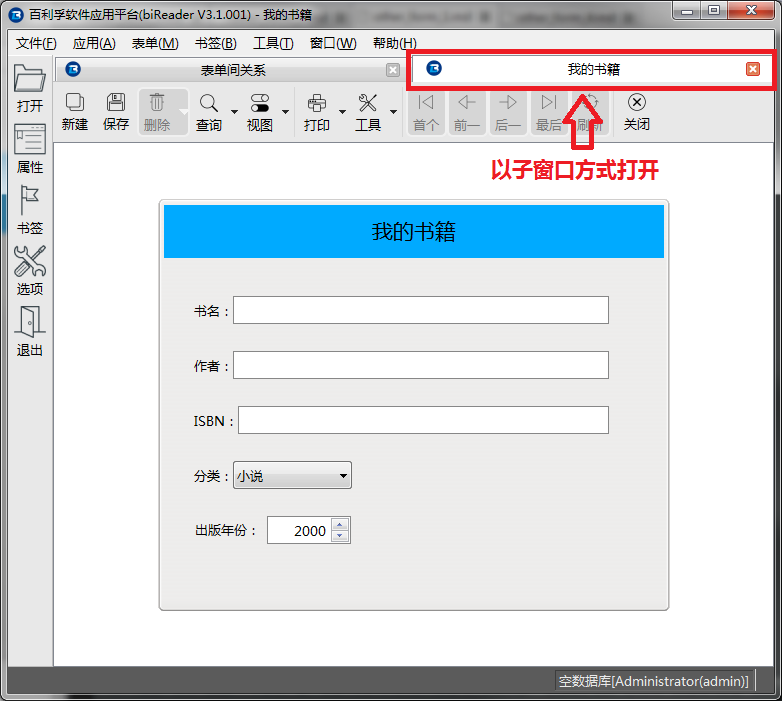 百利孚软件应用平台(biReader V3.1.001) - 我的书籍
文件(F) 应用(A) 表单(M) 书签(B) 工具(T) 窗口(W) 帮助(H)
表单间关系 我的书籍
打开
属性
书签
选项
退出
新建 保存 删除 查询 视图 打印 工具 首个 前一 后一 最后 刷新 关闭
以子窗口方式打开
我的书籍
书名：
作者：
ISBN：
分类： 小说
出版年份： 2000
空数据库[Administrator(admin)]